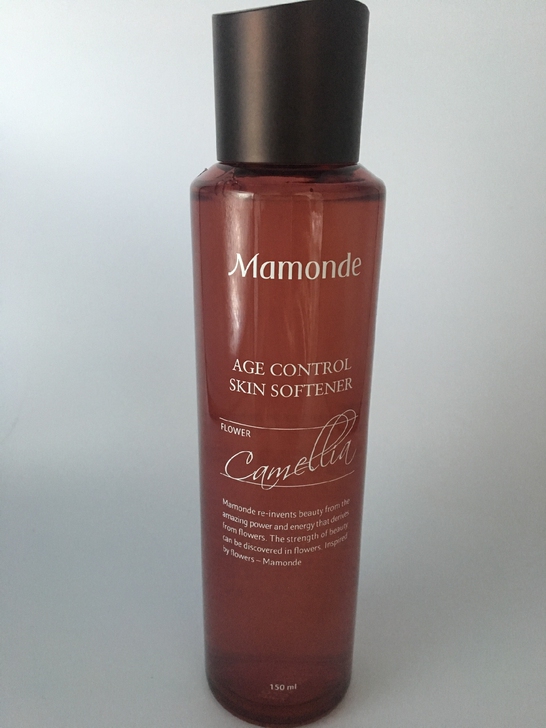 Mamonde
AGE CONTROL
SKIN SOFTENER
FLOWER
Camellia
Mamonde re-invents beauty from the
amazing power and energy that derives
from flowers. The strength of beauty
can be discovered in flowers. Inspired
by flowers – Mamonde
150 ml